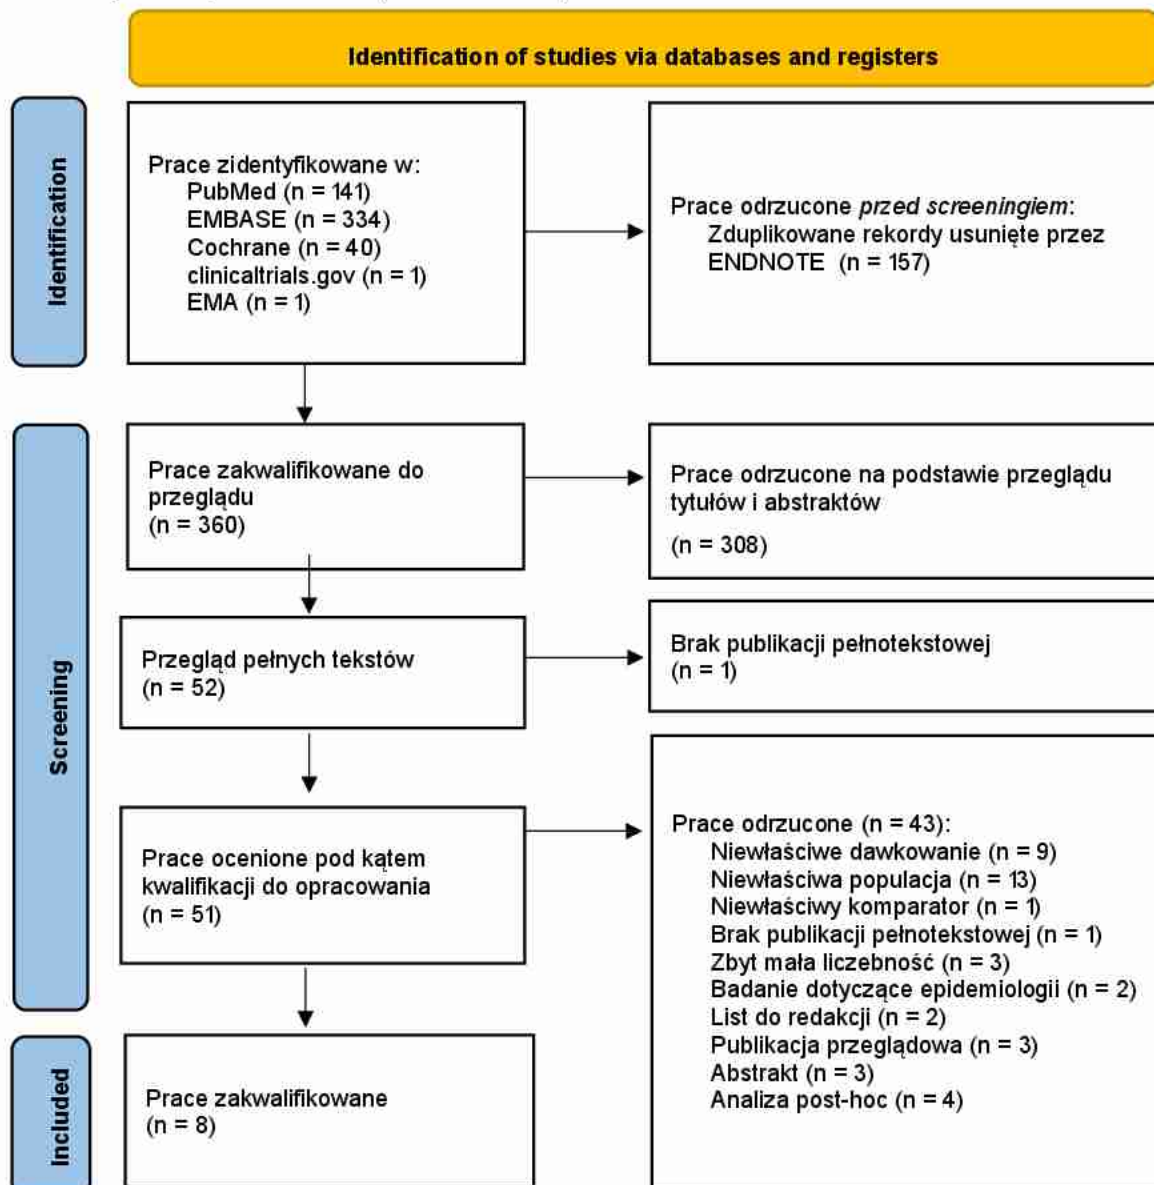 Identification of studies via databases and registers
Identification
Prace zidentyfikowane w:
PubMed (n = 141)
EMBASE (n = 334)
Cochrane (n = 40)
clinicaltrials.gov (n = 1)
EMA (n = 1)
Prace odrzucone przed screeningiem:
Zduplikowane rekordy usunięte przez
ENDNOTE (n = 157)
Screening
Prace zakwalifikowane do
przeglądu
(n = 360)
Prace odrzucone na podstawie przeglądu
tytułów i abstraktów
(n = 308)
Przegląd pełnych tekstów
(n = 52)
Brak publikacji pełnotekstowej
(n = 1)
Prace ocenione pod kątem
kwalifikacji do opracowania
(n = 51)
Prace odrzucone (n = 43):
Niewłaściwe dawkowanie (n = 9)
Niewłaściwa populacja (n = 13)
Niewłaściwy komparator (n = 1)
Brak publikacji pełnotekstowej (n = 1)
Zbyt mała liczebność (n = 3)
Badanie dotyczące epidemiologii (n = 2)
List do redakcji (n = 2)
Publikacja przeglądowa (n = 3)
Abstrakt (n = 3)
Analiza post-hoc (n = 4)
Included
Prace zakwalifikowane
(n = 8)